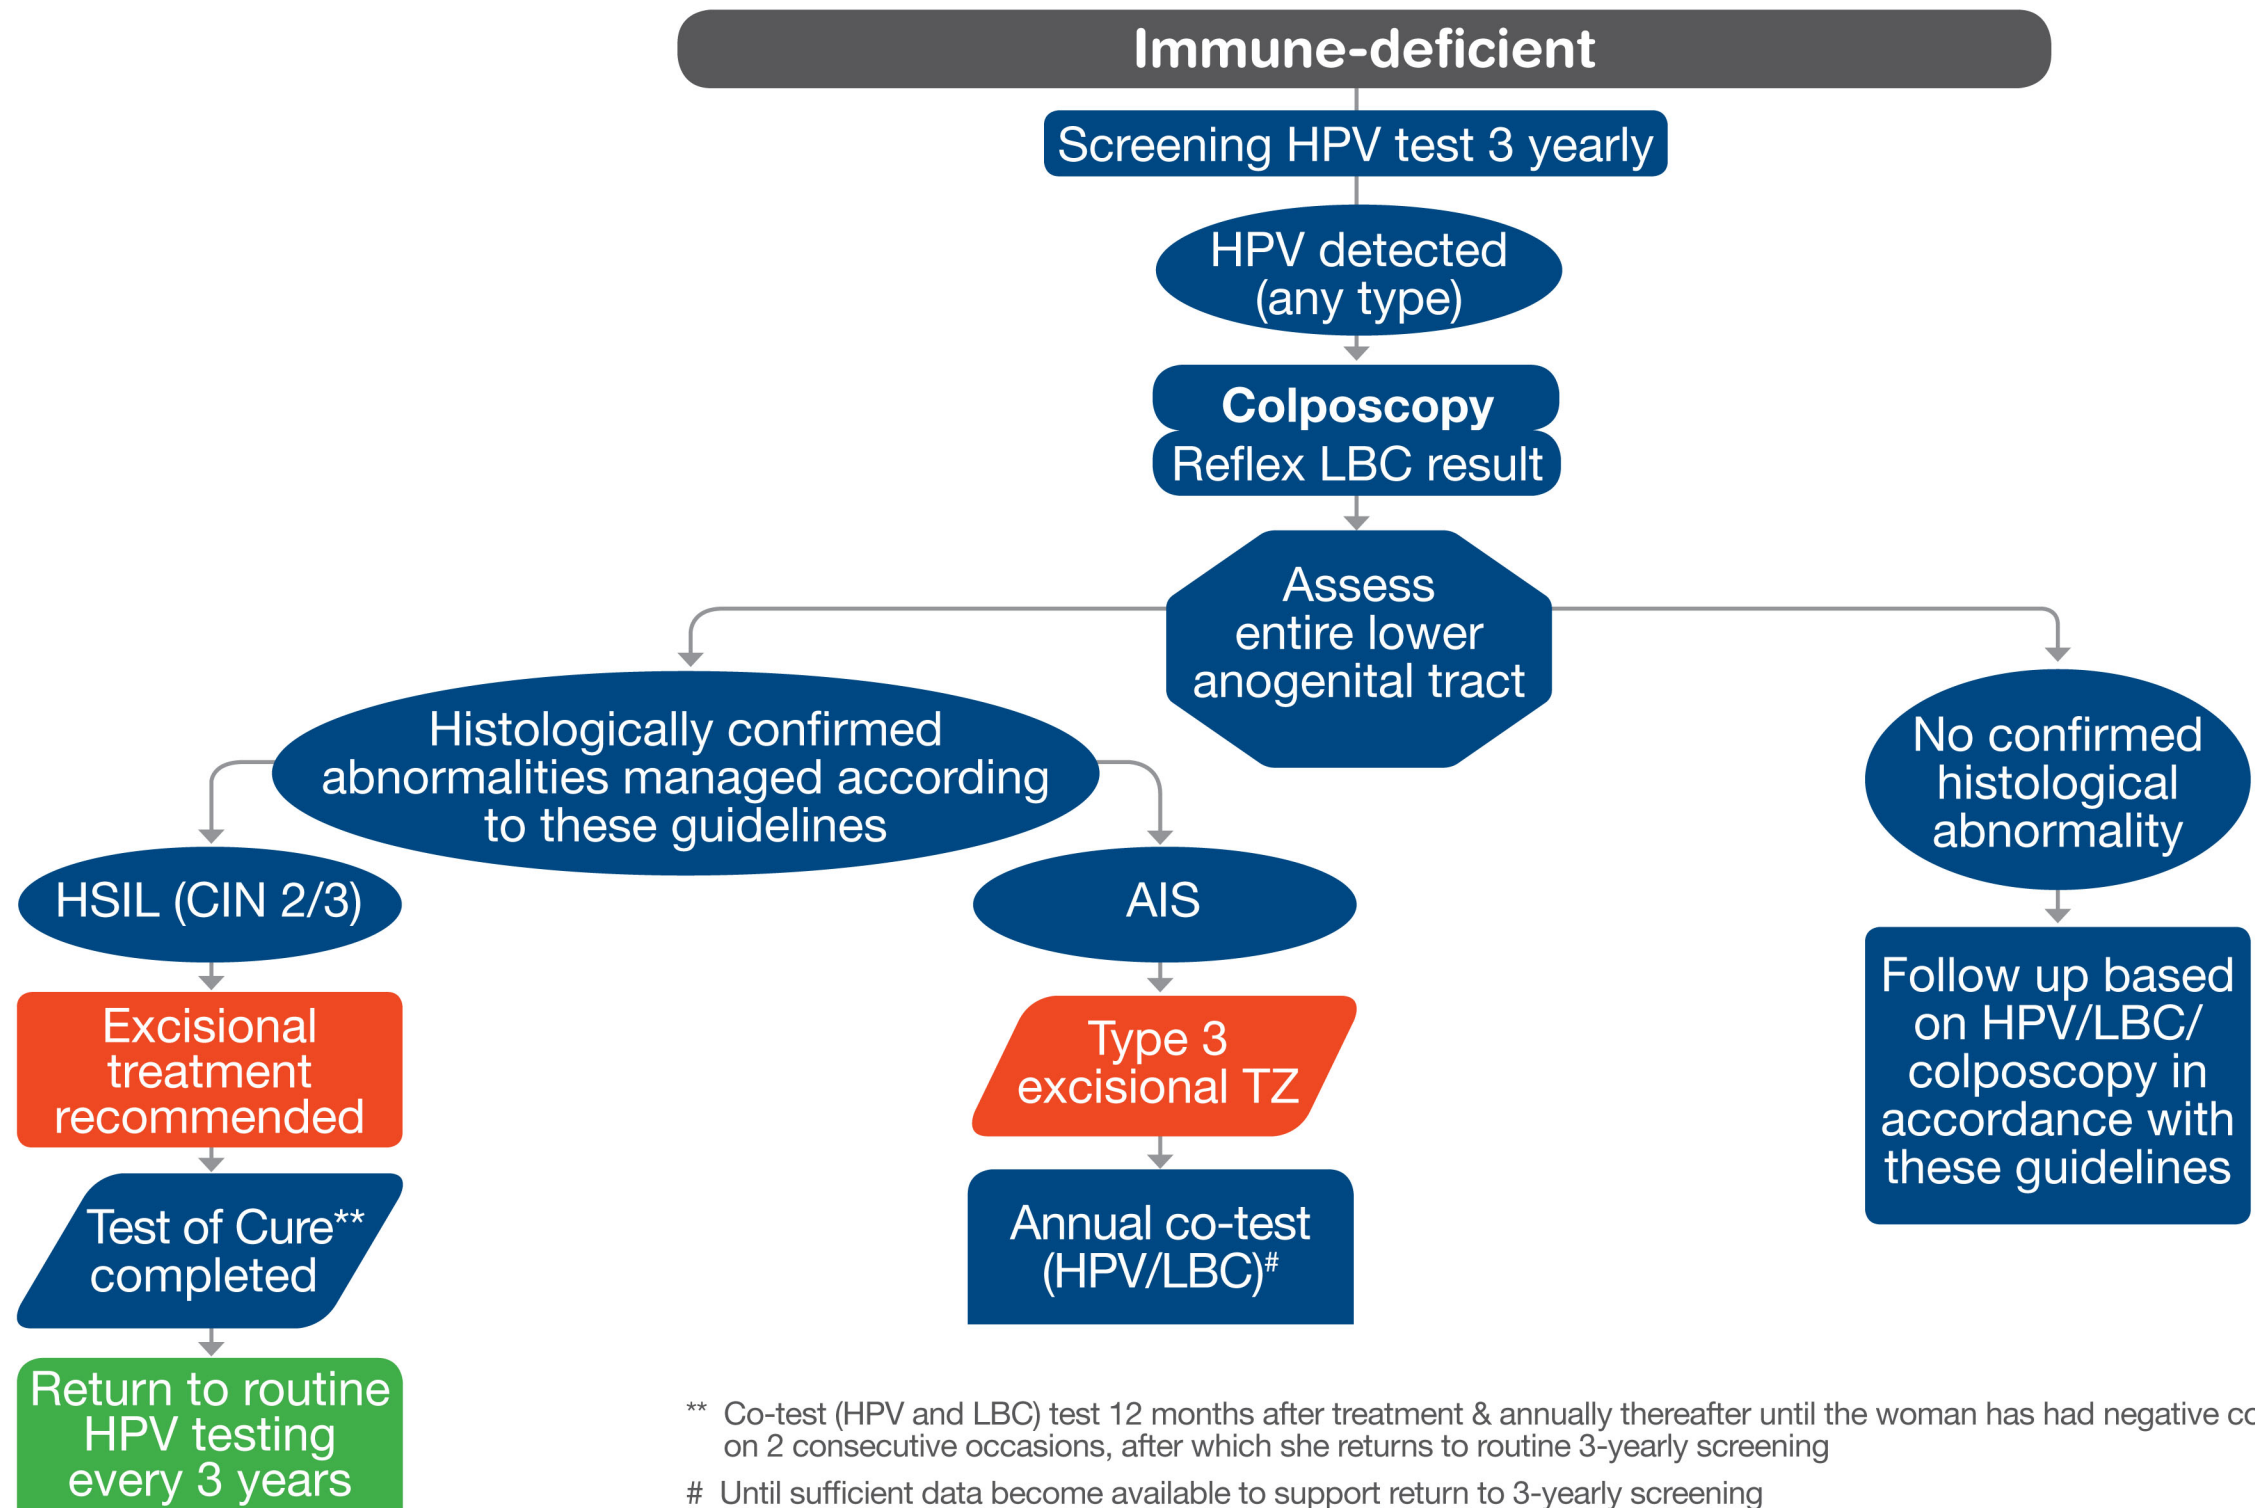 Immune-deficient
Screening HPV test 3 yearly
HPV detected
(any type)
Colposcopy
Reflex LBC result
Assess
entire lower
anogenital tract
Histologically confirmed
abnormalities managed according
to these guidelines
No confirmed
histological
abnormality
HSIL (CIN 2/3)
AIS
Excisional
treatment
recommended
Type 3
excisional TZ
Follow up based
on HPV/LBC/
colposcopy in
accordance with
these guidelines
Test of Cure**
completed
Annual co-test
(HPV/LBC)#
Return to routine
HPV testing
every 3 years
** Co-test (HPV and LBC) test 12 months after treatment & annually thereafter until the woman has had negative
on 2 consecutive occasions, after which she returns to routine 3-yearly screening
# Until sufficient data become available to support return to 3-yearly screening